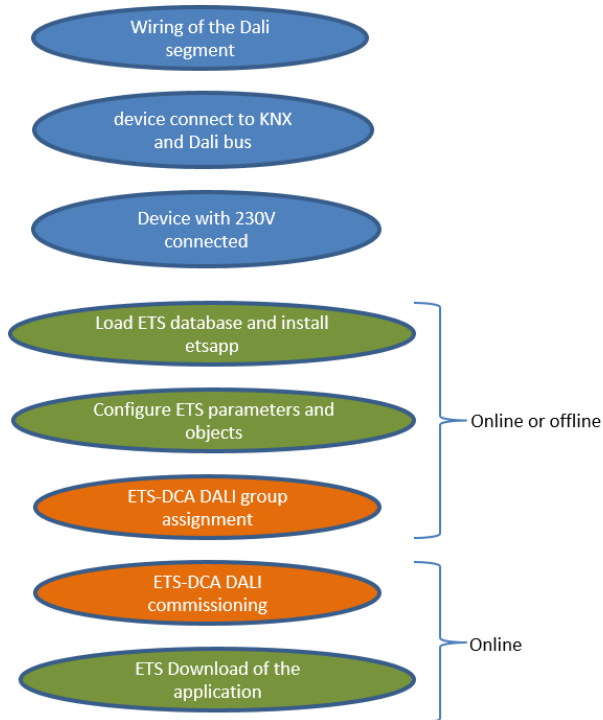 Wiring of the Dali
segment
device connect to KNX
and Dali bus
Device with 230V
connected
Load ETS database and install
etsapp
Configure ETS parameters and
objects
Online or offline
ETS-DCA DALI group
assignment
ETS-DCA DALI
commissioning
Online
ETS Download of the
application